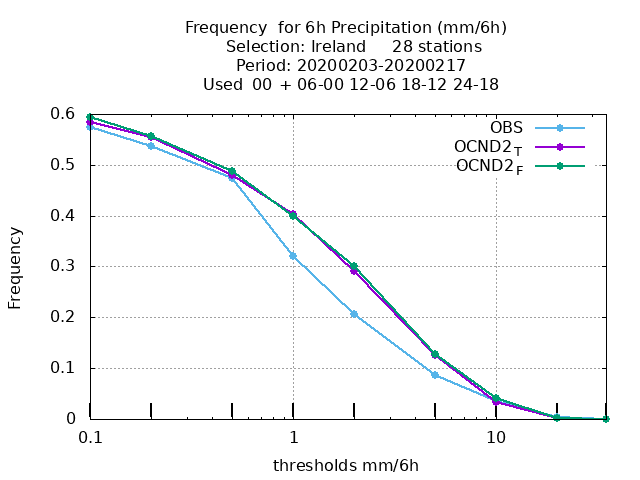 Frequency  for 6h Precipitation (mm/6h)
Selection: Ireland     28 stations
Period: 20200203-20200217
Used  00  + 06-00 12-06 18-12 24-18
OBS
OCND2T
OCND2F
Frequency
0.6
0.5
0.4
0.3
0.2
0.1
0
0.1 1 10
thresholds mm/6h